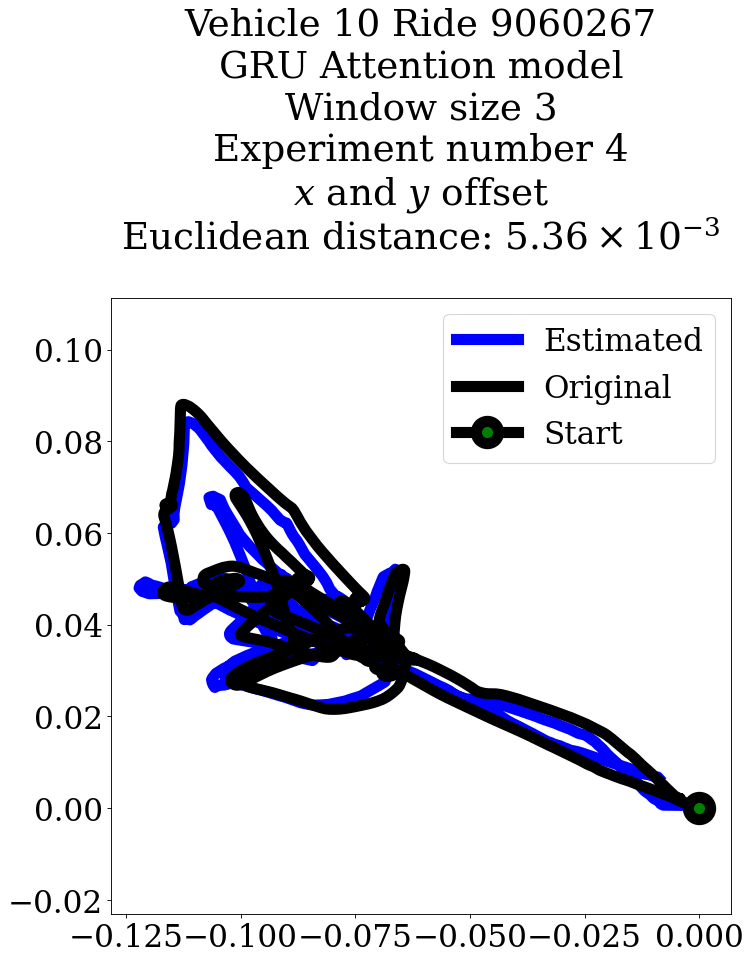 Vehicle 10 Ride 9060267
GRU Attention model
Window size 3
Experiment number 4
x and y offset
Euclidean distance: 5.36 × 10⁻³
Estimated
Original
Start
0.10
0.08
0.06
0.04
0.02
0.00
−0.02
−0.125 −0.100 −0.075 −0.050 −0.025 0.000